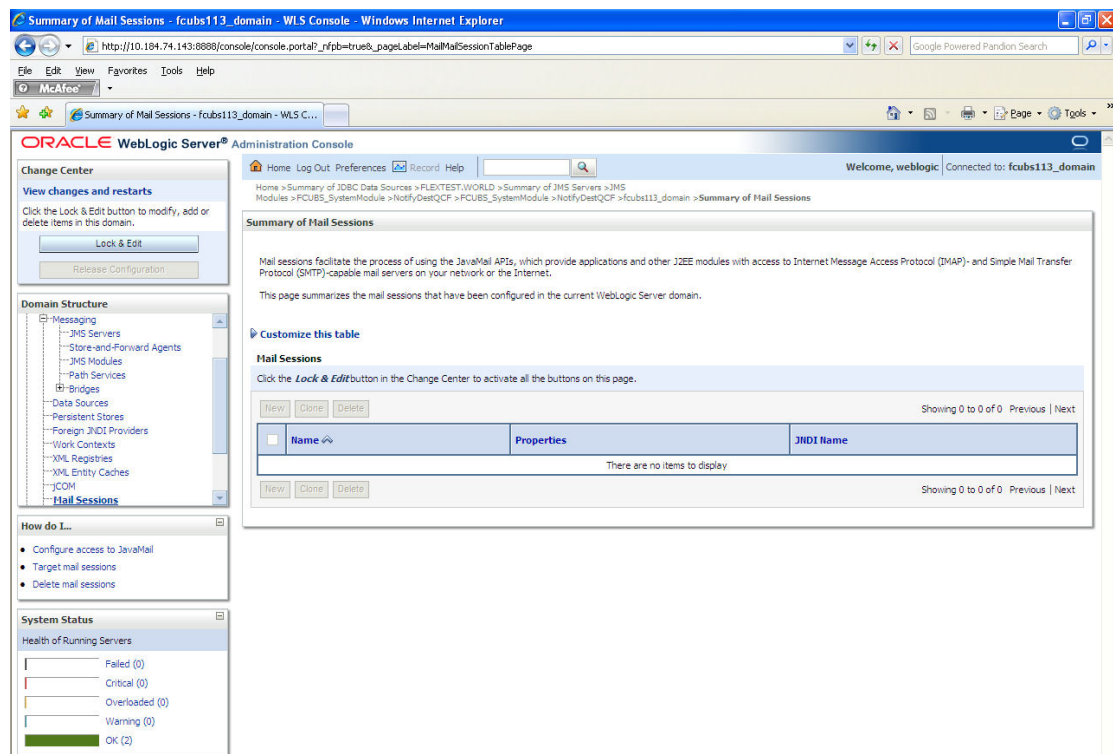 Summary of Mail Sessions - fcubs113_domain - WLS Console - Windows Internet Explorer
http://10.184.74.143:8888/console/console.portal?_nfpb=true&_pageLabel=MailMailSessionTablePage
Google Powered Pandion Search
File Edit View Favorites Tools Help
McAfee
Summary of Mail Sessions - fcubs113_domain - WLS C...
Page Tools
ORACLE WebLogic Server® Administration Console
Change Center
View changes and restarts
Click the Lock & Edit button to modify, add or
delete items in this domain.
Lock & Edit
Release Configuration
Domain Structure
Messaging
JMS Servers
Store-and-Forward Agents
JMS Modules
Path Services
Bridges
Data Sources
Persistent Stores
Foreign JNDI Providers
Work Contexts
XML Registries
XML Entity Caches
jCOM
Mail Sessions
How do I...
Configure access to JavaMail
Target mail sessions
Delete mail sessions
System Status
Health of Running Servers
Failed (0)
Critical (0)
Overloaded (0)
Warning (0)
OK (2)
Home Log Out Preferences Record Help
Welcome, weblogic Connected to: fcubs113_domain
Home >Summary of JDBC Data Sources >FLEXTEST.WORLD >Summary of JMS Servers >JMS
Modules >FCUBS_SystemModule >NotifyDestQCF >FCUBS_SystemModule >NotifyDestQCF >fcubs113_domain >Summary of Mail Sessions
Summary of Mail Sessions
Mail sessions facilitate the process of using the JavaMail APIs, which provide applications and other J2EE modules with access to Internet Message Access Protocol (IMAP)- and Simple Mail Transfer
Protocol (SMTP)-capable mail servers on your network or the Internet.
This page summarizes the mail sessions that have been configured in the current WebLogic Server domain.
Customize this table
Mail Sessions
Click the Lock & Edit button in the Change Center to activate all the buttons on this page.
New Clone Delete
Showing 0 to 0 of 0 Previous | Next
Name Properties JNDI Name
There are no items to display
New Clone Delete
Showing 0 to 0 of 0 Previous | Next